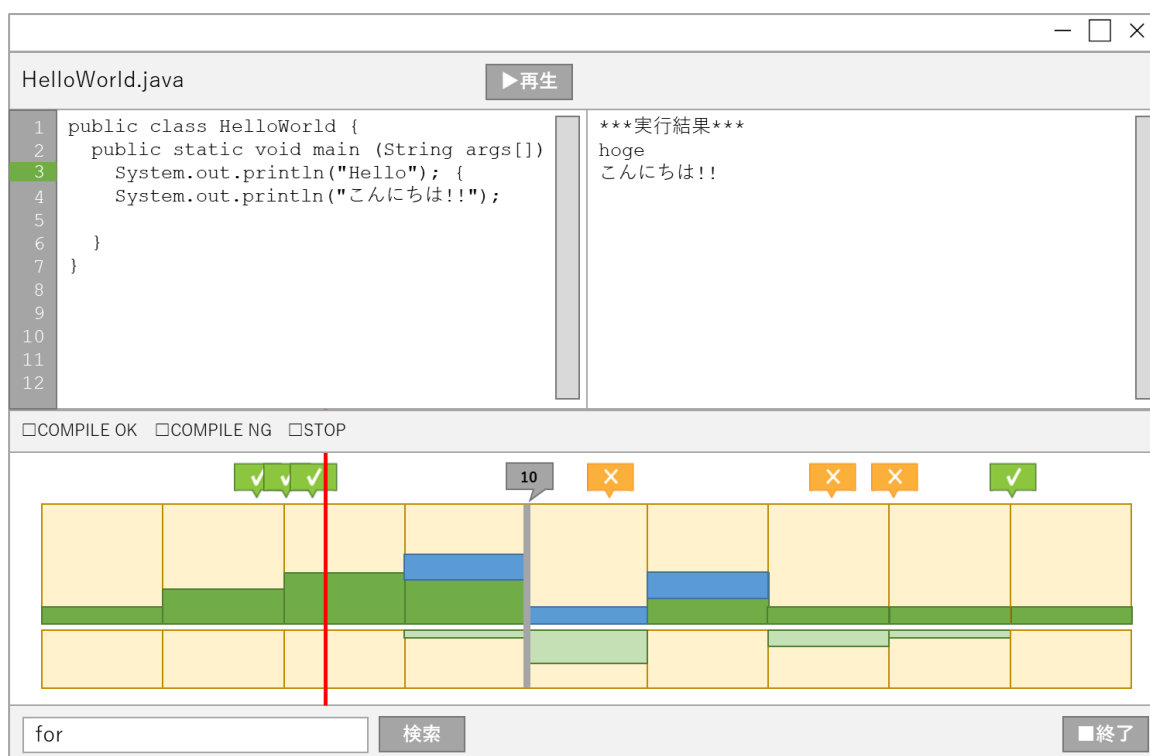 HelloWorld.java
▶再生
1 public class HelloWorld {
2 public static void main (String args[])
3 System.out.println("Hello"); {
4 System.out.println("こんにちは!!");
5
6 }
7 }
8
9
10
11
12
***実行結果***
hoge
こんにちは!!
□COMPILE OK □COMPILE NG □STOP
10
for
検索
■終了